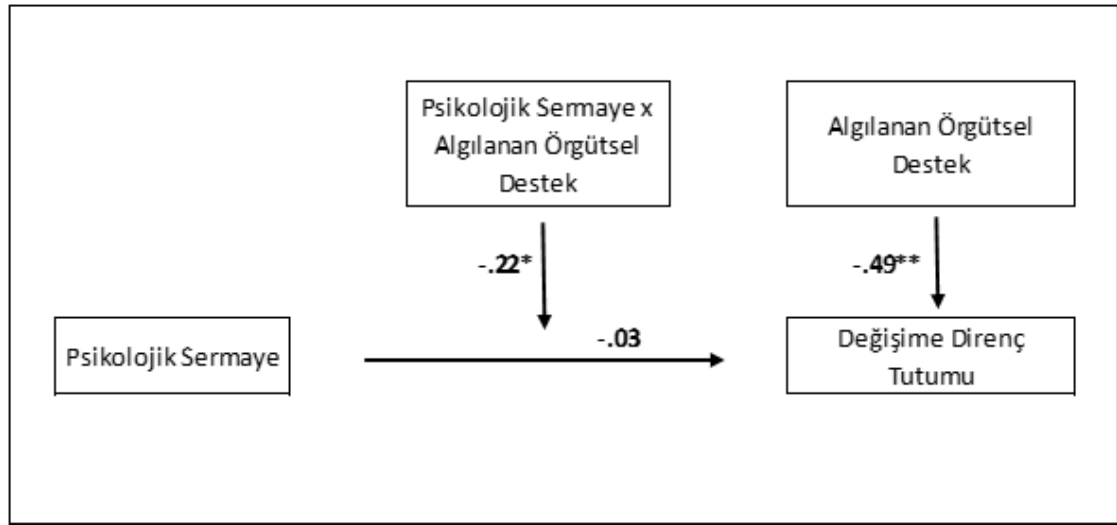 Psikolojik Sermaye x
Algılanan Örgütsel
Destek
Algılanan Örgütsel
Destek
-.22*
-.49**
Psikolojik Sermaye
-.03
Değişime Direnç
Tutumu